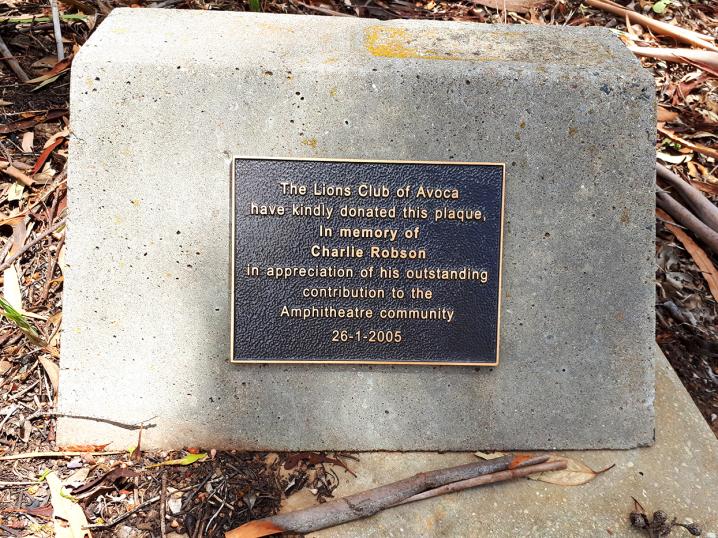 The Lions Club of Avoca
have kindly donated this plaque,
In memory of
Charlie Robson
in appreciation of his outstanding
contribution to the
Amphitheatre community
26-1-2005